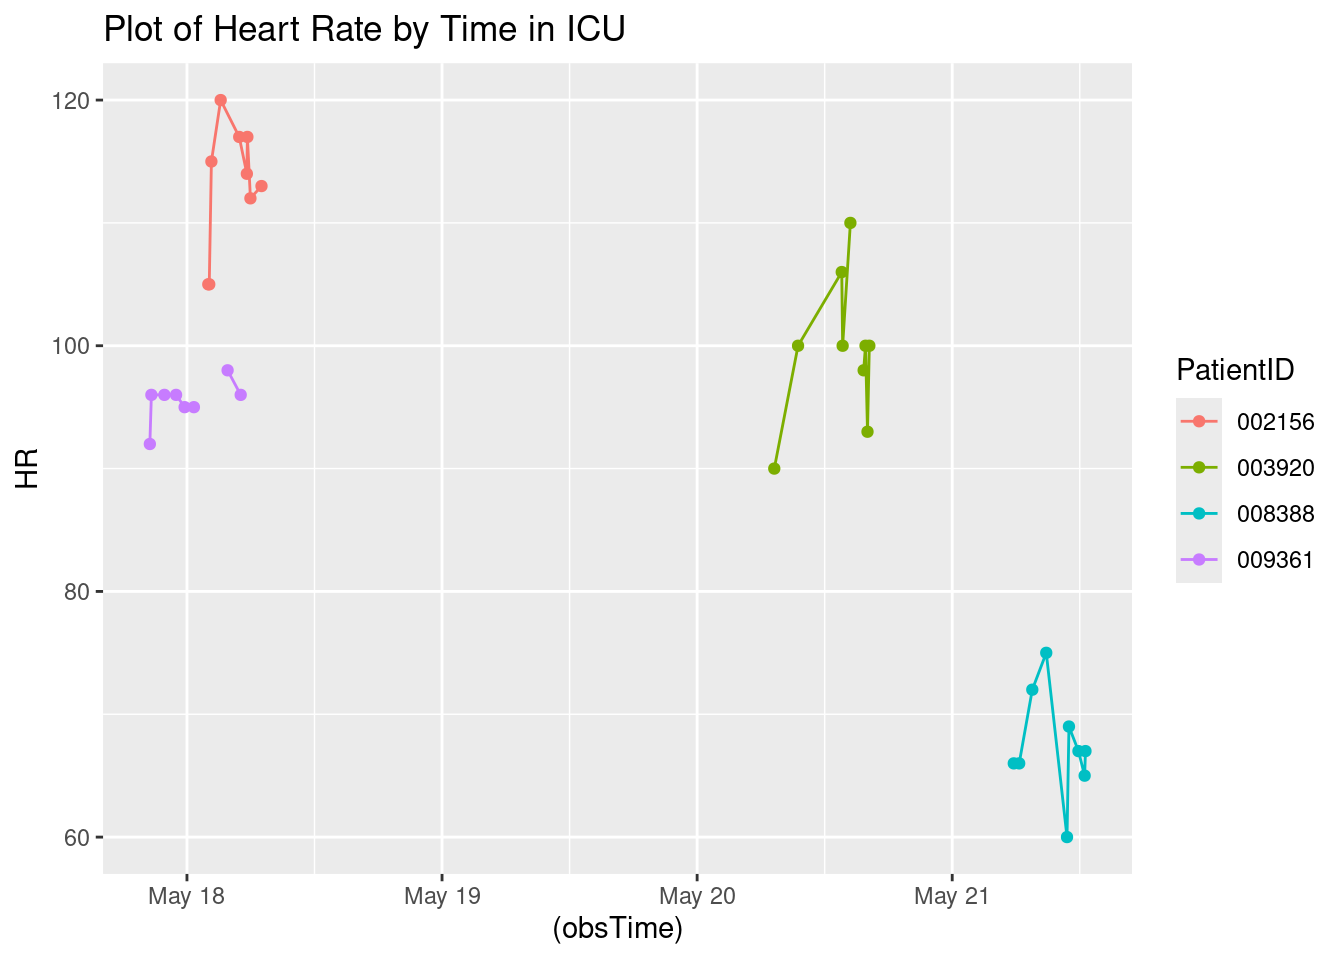 Plot of Heart Rate by Time in ICU
120
100
80
60
HR
May 18
May 19
May 20
May 21
(obsTime)
PatientID
002156
003920
008388
009361